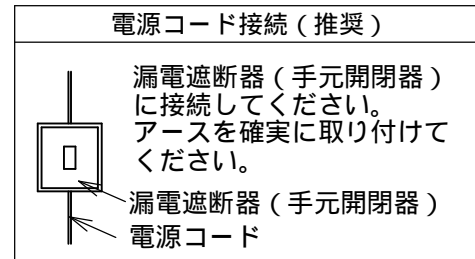 電源コード接続（推奨）
漏電遮断器（手元開閉器）
に接続してください。
アースを確実に取り付けて
ください。
漏電遮断器（手元開閉器）
電源コード